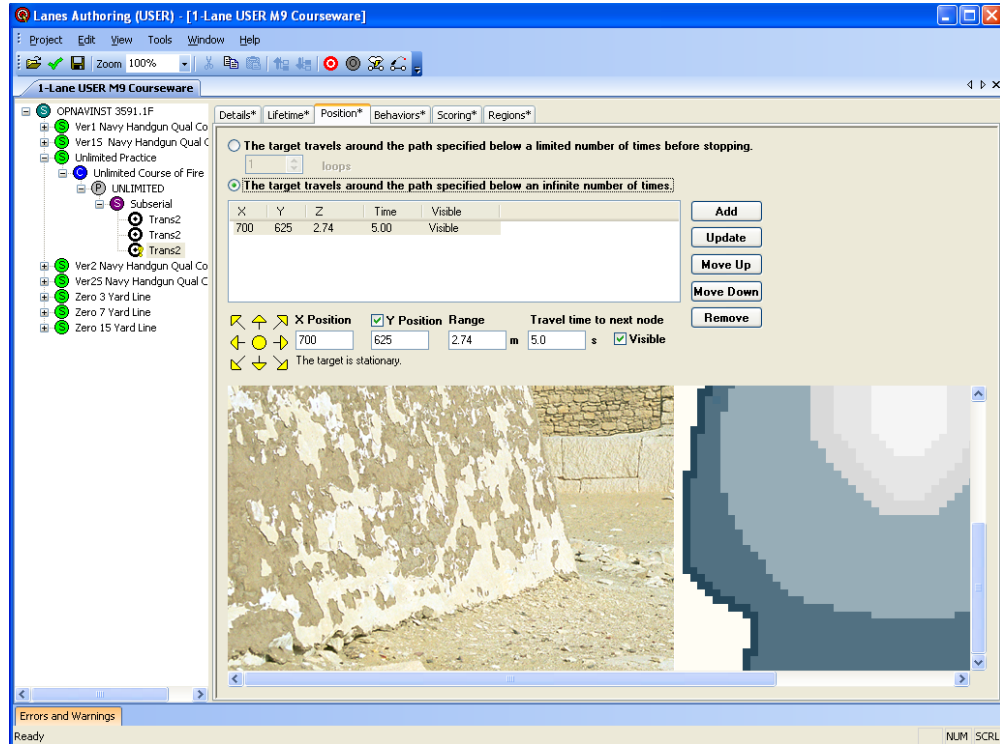 Lanes Authoring (USER) - [1-Lane USER M9 Courseware]
Project Edit View Tools Window Help
Zoom 100%
1-Lane USER M9 Courseware
OPNAVINST 3591.1F
Ver1 Navy Handgun Qual Co
Ver1S Navy Handgun Qual C
Unlimited Practice
Unlimited Course of Fire
UNLIMITED
Subserial
Trans2
Trans2
Trans2
Ver2 Navy Handgun Qual Co
Ver2S Navy Handgun Qual C
Zero 3 Yard Line
Zero 7 Yard Line
Zero 15 Yard Line
Details* Lifetime* Position* Behaviors* Scoring* Regions*
The target travels around the path specified below a limited number of times before stopping.
1 loops
The target travels around the path specified below an infinite number of times.
X Y Z Time Visible
700 625 2.74 5.00 Visible
Add
Update
Move Up
Move Down
Remove
X Position Y Position Range Travel time to next node
700 625 2.74 m 5.0 s Visible
The target is stationary.
Errors and Warnings
Ready NUM SCRL